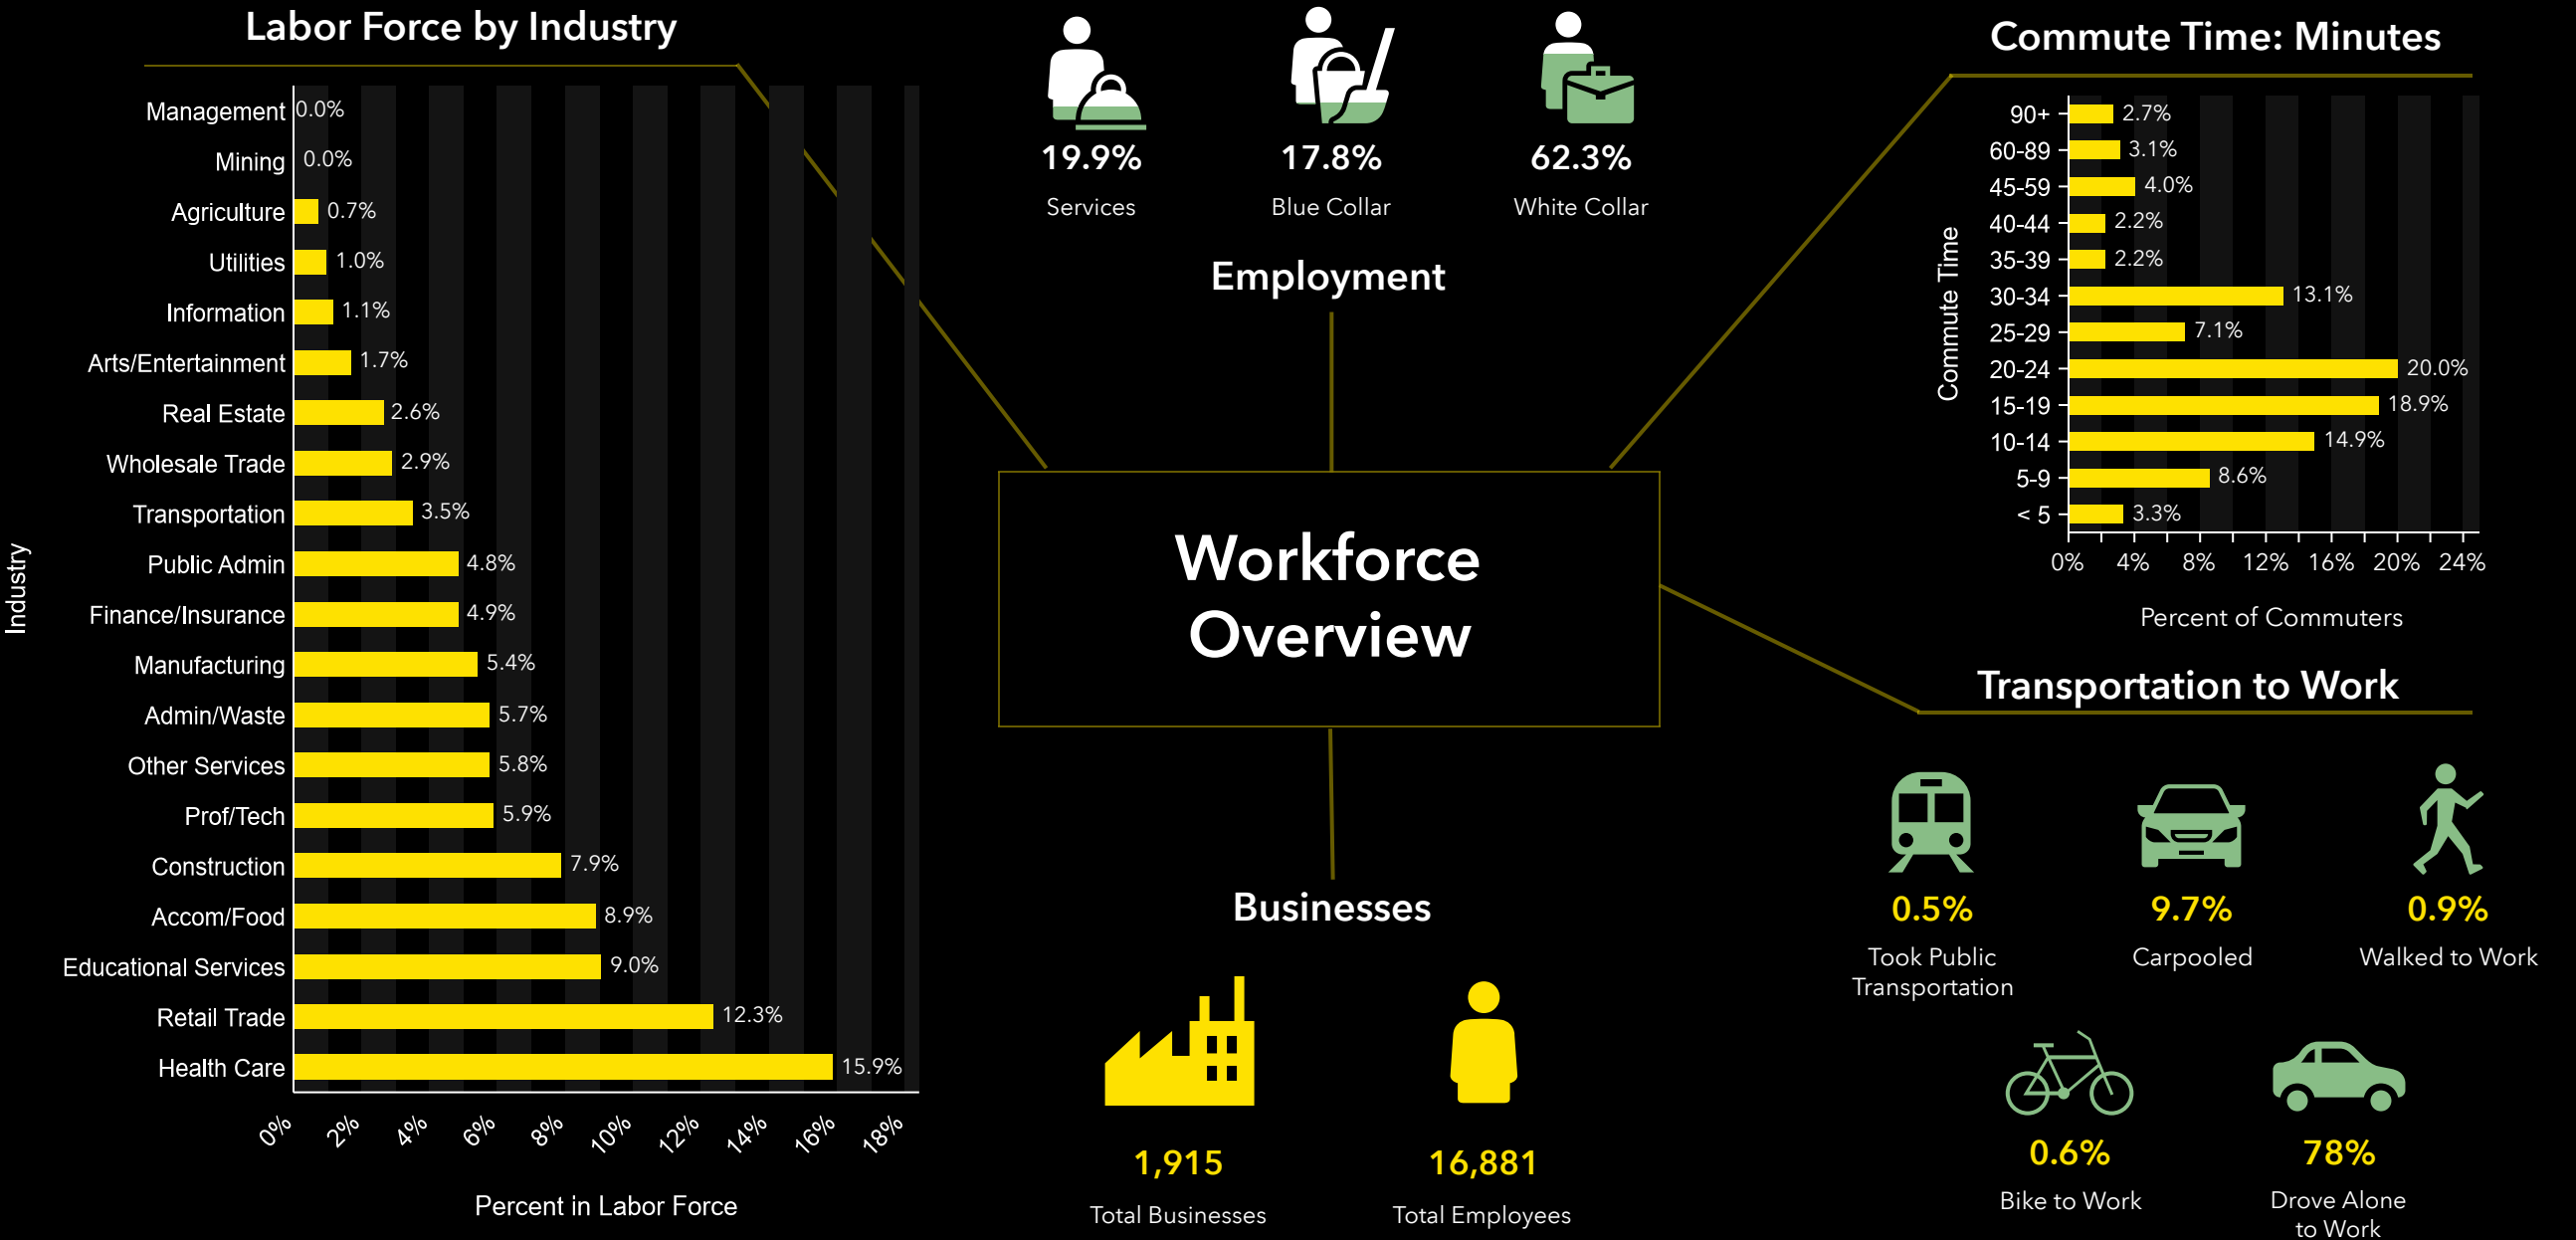 Labor Force by Industry
Industry
Management 0.0%
Mining 0.0%
Agriculture 0.7%
Utilities 1.0%
Information 1.1%
Arts/Entertainment 1.7%
Real Estate 2.6%
Wholesale Trade 2.9%
Transportation 3.5%
Public Admin 4.8%
Finance/Insurance 4.9%
Manufacturing 5.4%
Admin/Waste 5.7%
Other Services 5.8%
Prof/Tech 5.9%
Construction 7.9%
Accom/Food 8.9%
Educational Services 9.0%
Retail Trade 12.3%
Health Care 15.9%
0% 2% 4% 6% 8% 10% 12% 14% 16% 18%
Percent in Labor Force
19.9% 17.8% 62.3%
Services Blue Collar White Collar
Employment
Workforce
Overview
Businesses
1,915 16,881
Total Businesses Total Employees
Commute Time: Minutes
Commute Time
90+ 2.7%
60-89 3.1%
45-59 4.0%
40-44 2.2%
35-39 2.2%
30-34 13.1%
25-29 7.1%
20-24 20.0%
15-19 18.9%
10-14 14.9%
5-9 8.6%
< 5 3.3%
0% 4% 8% 12% 16% 20% 24%
Percent of Commuters
Transportation to Work
0.5% 9.7% 0.9%
Took Public Carpooled Walked to Work
Transportation
0.6% 78%
Bike to Work Drove Alone
to Work